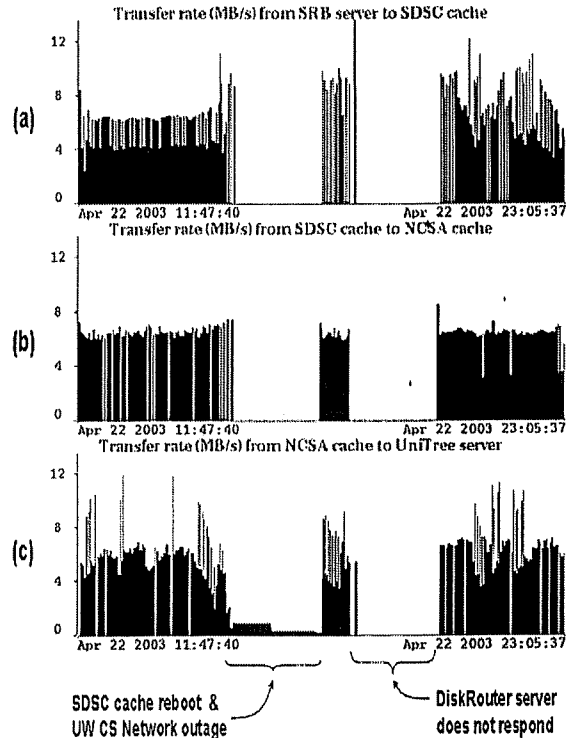 Transfer rate (MB/s) from SRB server to SDSC cache
12
8
4
0
(a)
Apr 22 2003 11:47:40 Apr 22 2003 23:05:37
Transfer rate (MB/s) from SDSC cache to NCSA cache
12
8
4
0
(b)
Apr 22 2003 11:47:40 Apr 22 2003 23:05:37
Transfer rate (MB/s) from NCSA cache to UniTree server
12
8
4
0
(c)
Apr 22 2003 11:47:40 Apr 22 2003 23:05:37
SDSC cache reboot &
UW CS Network outage
DiskRouter server
does not respond